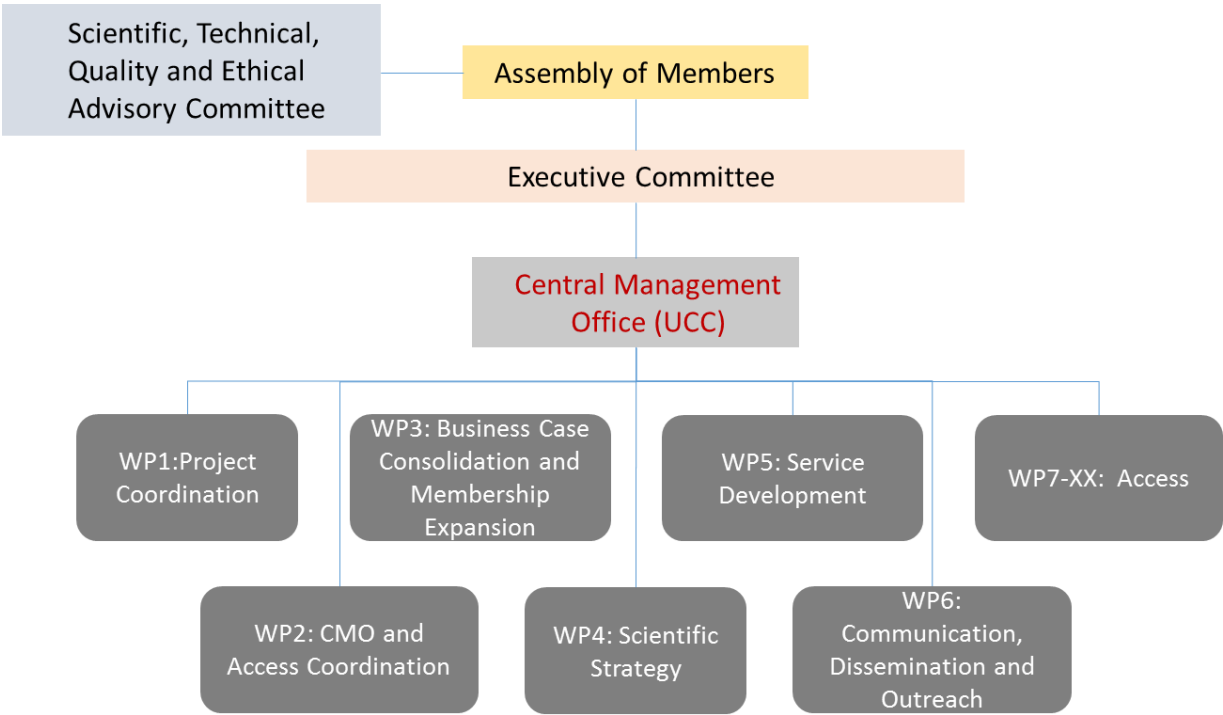 Scientific, Technical,
Quality and Ethical
Advisory Committee
Assembly of Members
Executive Committee
Central Management
Office (UCC)
WP1:Project
Coordination
WP3: Business Case
Consolidation and
Membership
Expansion
WP5: Service
Development
WP7-XX:  Access
WP2: CMO and
Access Coordination
WP4: Scientific
Strategy
WP6:
Communication,
Dissemination and
Outreach